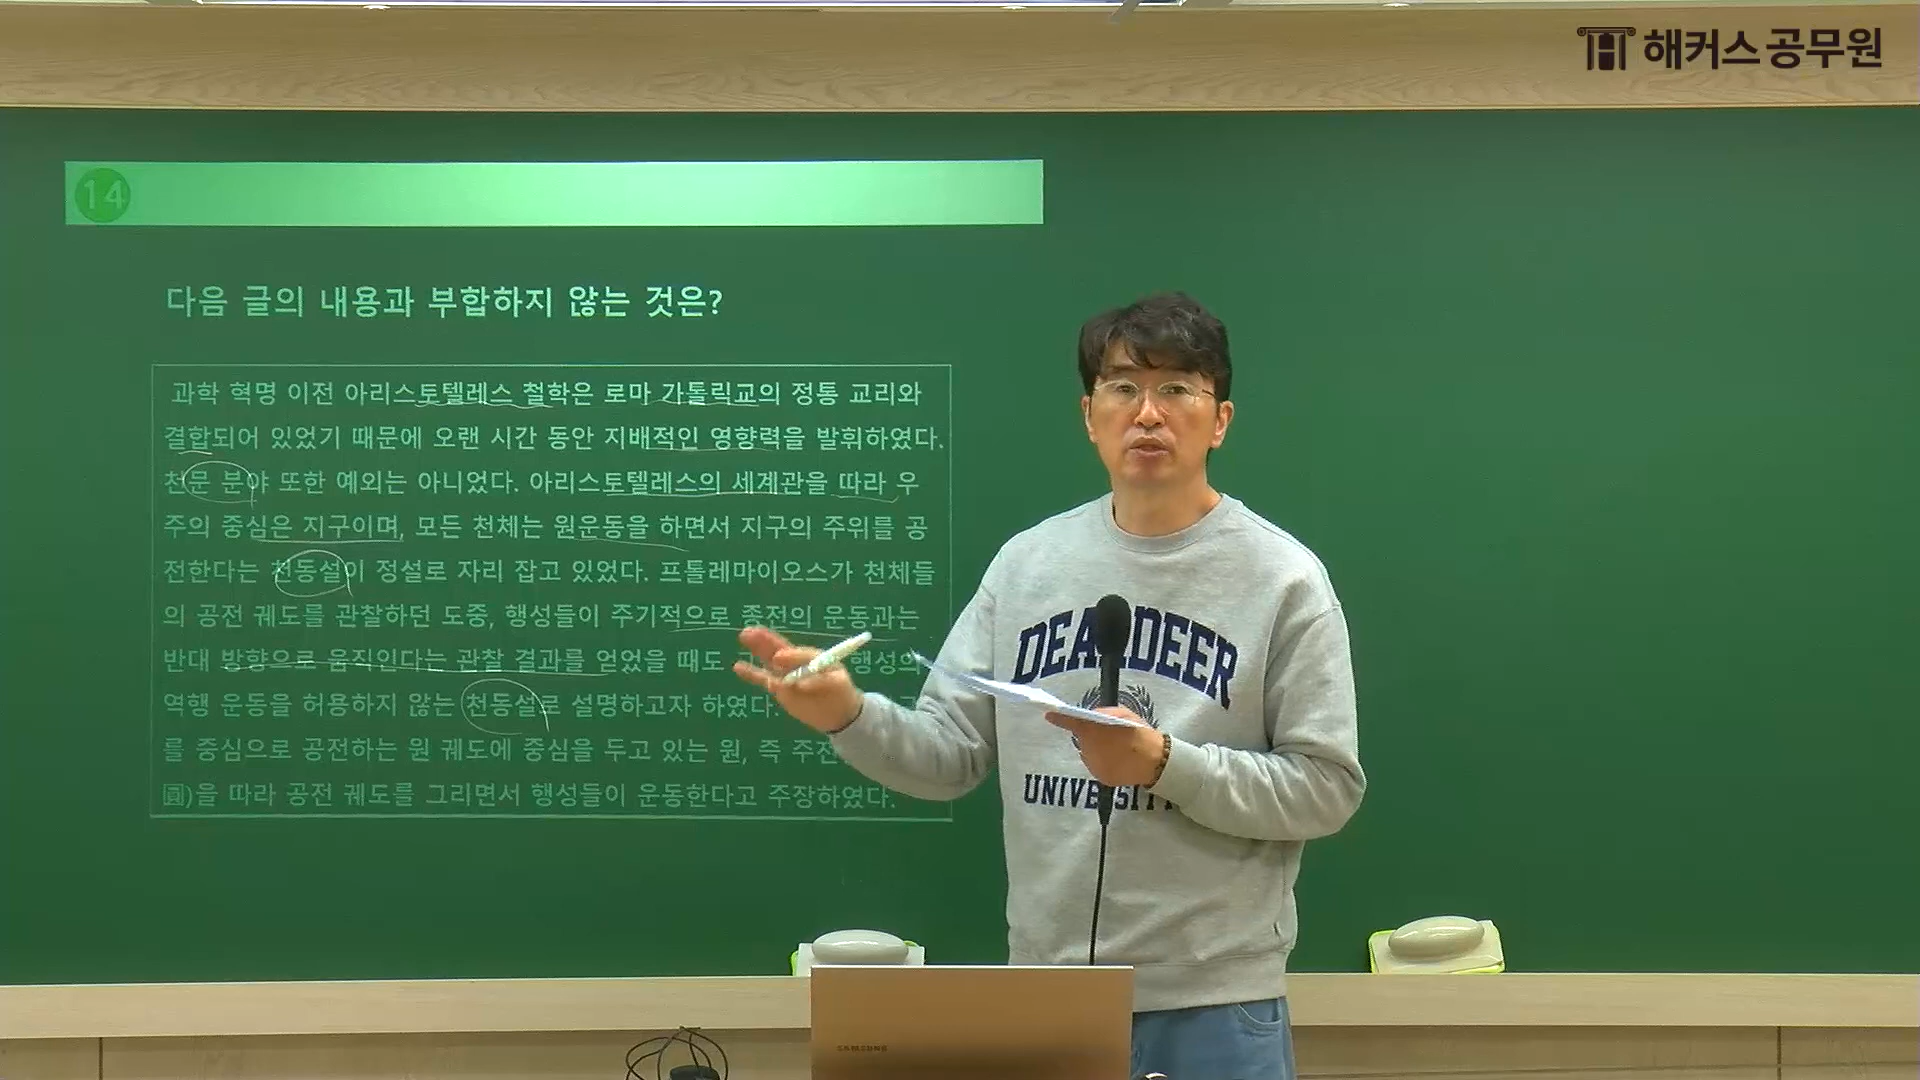 해커스공무원
14
다음 글의 내용과 부합하지 않는 것은?
과학 혁명 이전 아리스토텔레스 철학은 로마 가톨릭교의 정통 교리와
결합되어 있었기 때문에 오랜 시간 동안 지배적인 영향력을 발휘하였다.
천문 분야 또한 예외는 아니었다. 아리스토텔레스의 세계관을 따라 우
주의 중심은 지구이며, 모든 천체는 원운동을 하면서 지구의 주위를 공
전한다는 천동설이 정설로 자리 잡고 있었다. 프톨레마이오스가 천체들
의 공전 궤도를 관찰하던 도중, 행성들이 주기적으로 종전의 운동과는
반대 방향으로 움직인다는 관찰 결과를 얻었을 때도 행성의
역행 운동을 허용하지 않는 천동설로 설명하고자 하였다.
를 중심으로 공전하는 원 궤도에 중심을 두고 있는 원, 즉 주전
圓)을 따라 공전 궤도를 그리면서 행성들이 운동한다고 주장하였다.
DEAR DEER
UNIVERSITY
SAMSUNG